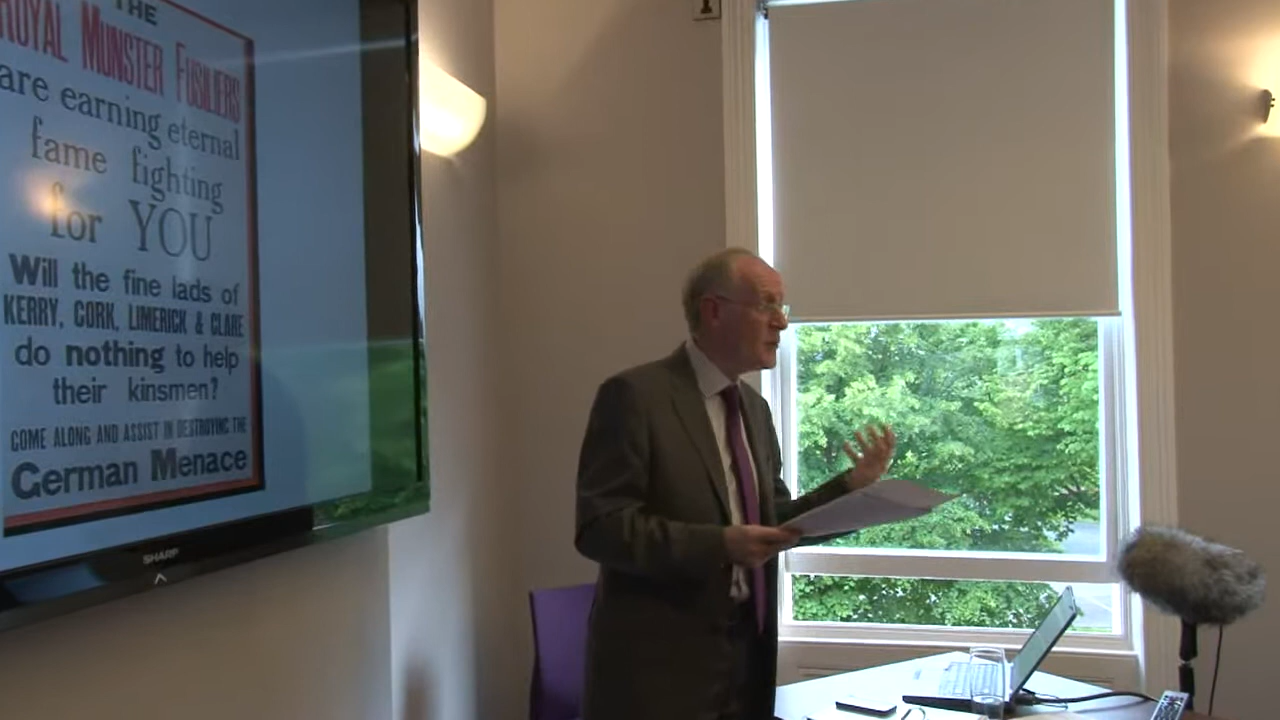 THE
ROYAL MUNSTER FUSILIERS
are earning eternal
fame fighting
for YOU
Will the fine lads of
KERRY, CORK, LIMERICK & CLARE
do nothing to help
their kinsmen?
COME ALONG AND ASSIST IN DESTROYING THE
German Menace
SHARP